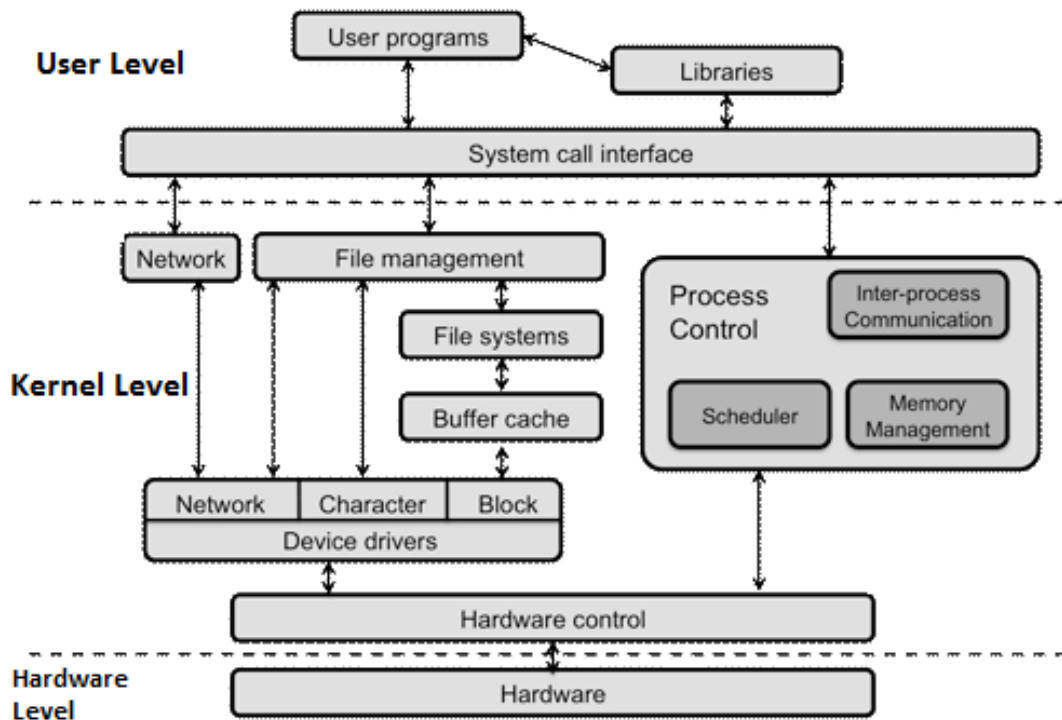 User programs
User Level
Libraries
System call interface
Network
File management
Process
Control
Inter-process
Communication
File systems
Kernel Level
Buffer cache
Scheduler
Memory
Management
Network
Character
Block
Device drivers
Hardware control
Hardware
Level
Hardware